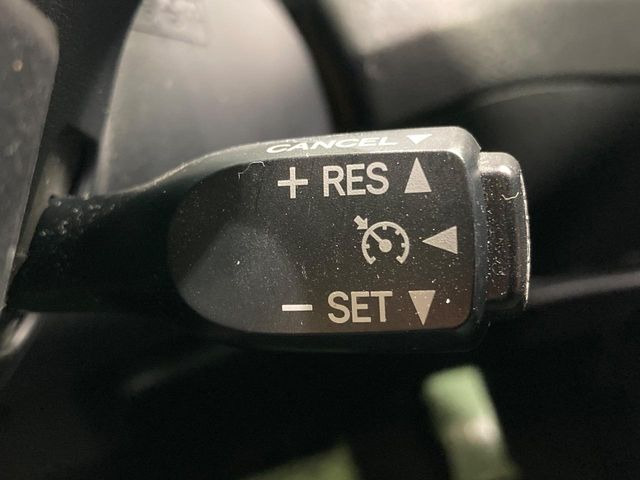 CANCEL ▼
+ RES ▲
◀
− SET ▼